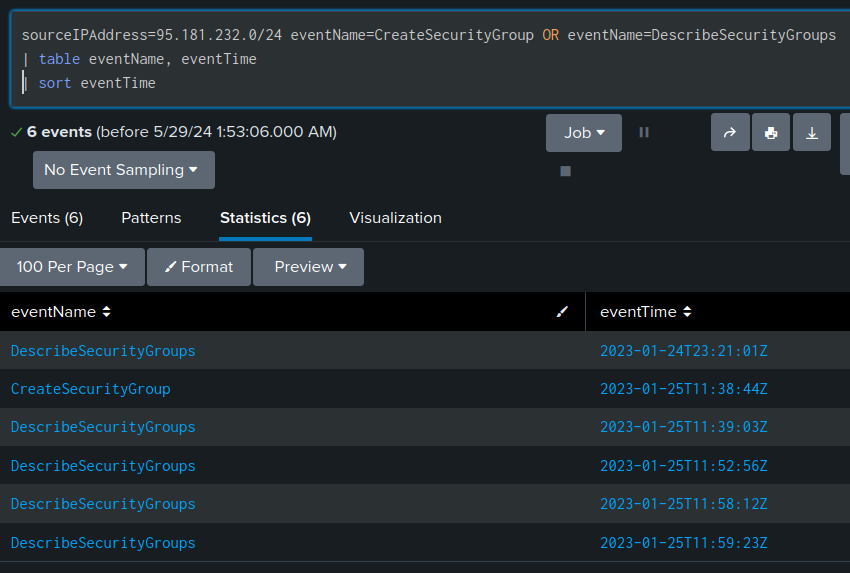 sourceIPAddress=95.181.232.0/24 eventName=CreateSecurityGroup OR eventName=DescribeSecurityGroups
| table eventName, eventTime
| sort eventTime
6 events (before 5/29/24 1:53:06.000 AM)
Job
No Event Sampling
Events (6) Patterns Statistics (6) Visualization
100 Per Page Format Preview
eventName eventTime
DescribeSecurityGroups 2023-01-24T23:21:01Z
CreateSecurityGroup 2023-01-25T11:38:44Z
DescribeSecurityGroups 2023-01-25T11:39:03Z
DescribeSecurityGroups 2023-01-25T11:52:56Z
DescribeSecurityGroups 2023-01-25T11:58:12Z
DescribeSecurityGroups 2023-01-25T11:59:23Z